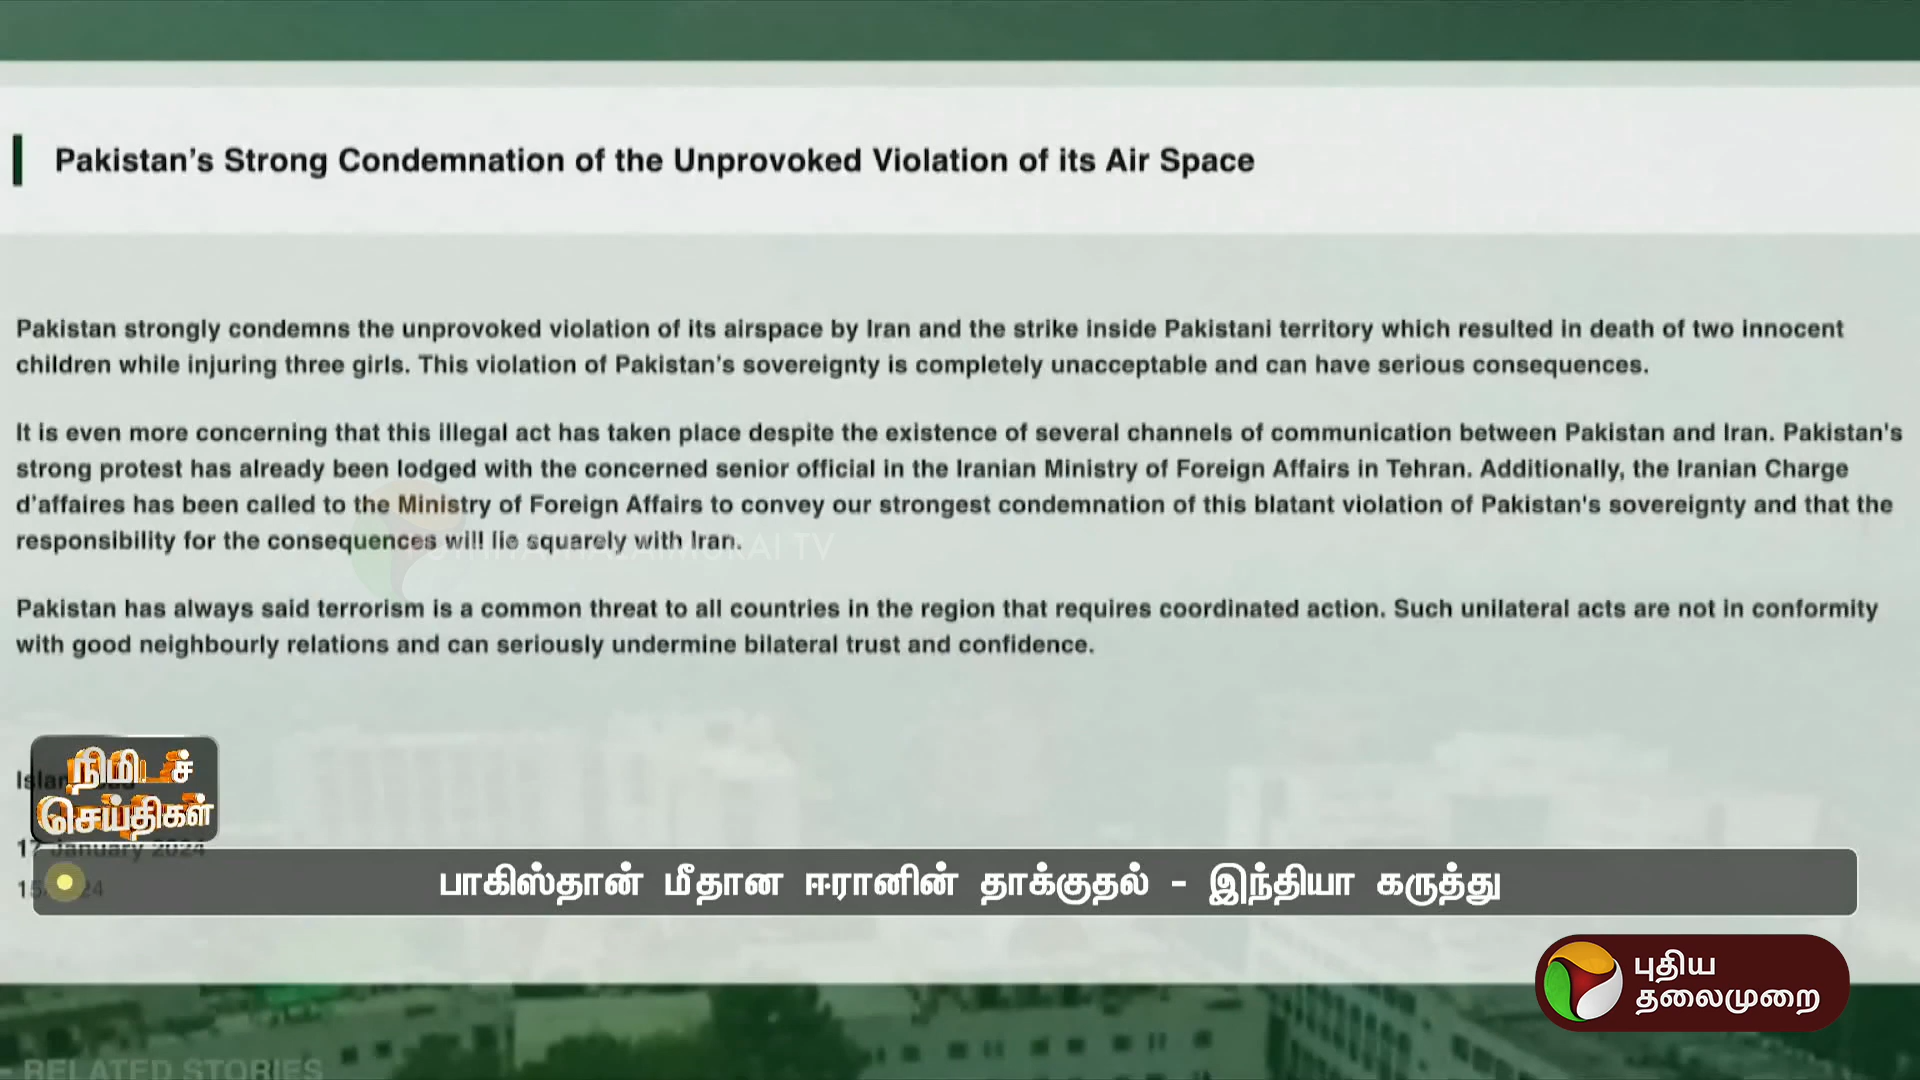 Pakistan's Strong Condemnation of the Unprovoked Violation of its Air Space
Pakistan strongly condemns the unprovoked violation of its airspace by Iran and the strike inside Pakistani territory which resulted in death of two innocent
children while injuring three girls. This violation of Pakistan's sovereignty is completely unacceptable and can have serious consequences.
It is even more concerning that this illegal act has taken place despite the existence of several channels of communication between Pakistan and Iran. Pakistan's
strong protest has already been lodged with the concerned senior official in the Iranian Ministry of Foreign Affairs in Tehran. Additionally, the Iranian Charge
d'affaires has been called to the Ministry of Foreign Affairs to convey our strongest condemnation of this blatant violation of Pakistan's sovereignty and that the
responsibility for the consequences will lie squarely with Iran.
Pakistan has always said terrorism is a common threat to all countries in the region that requires coordinated action. Such unilateral acts are not in conformity
with good neighbourly relations and can seriously undermine bilateral trust and confidence.
நிமிடச்
செய்திகள்
17 January 2024
பாகிஸ்தான் மீதான ஈரானின் தாக்குதல் - இந்தியா கருத்து
புதிய
தலைமுறை
RELATED STORIES